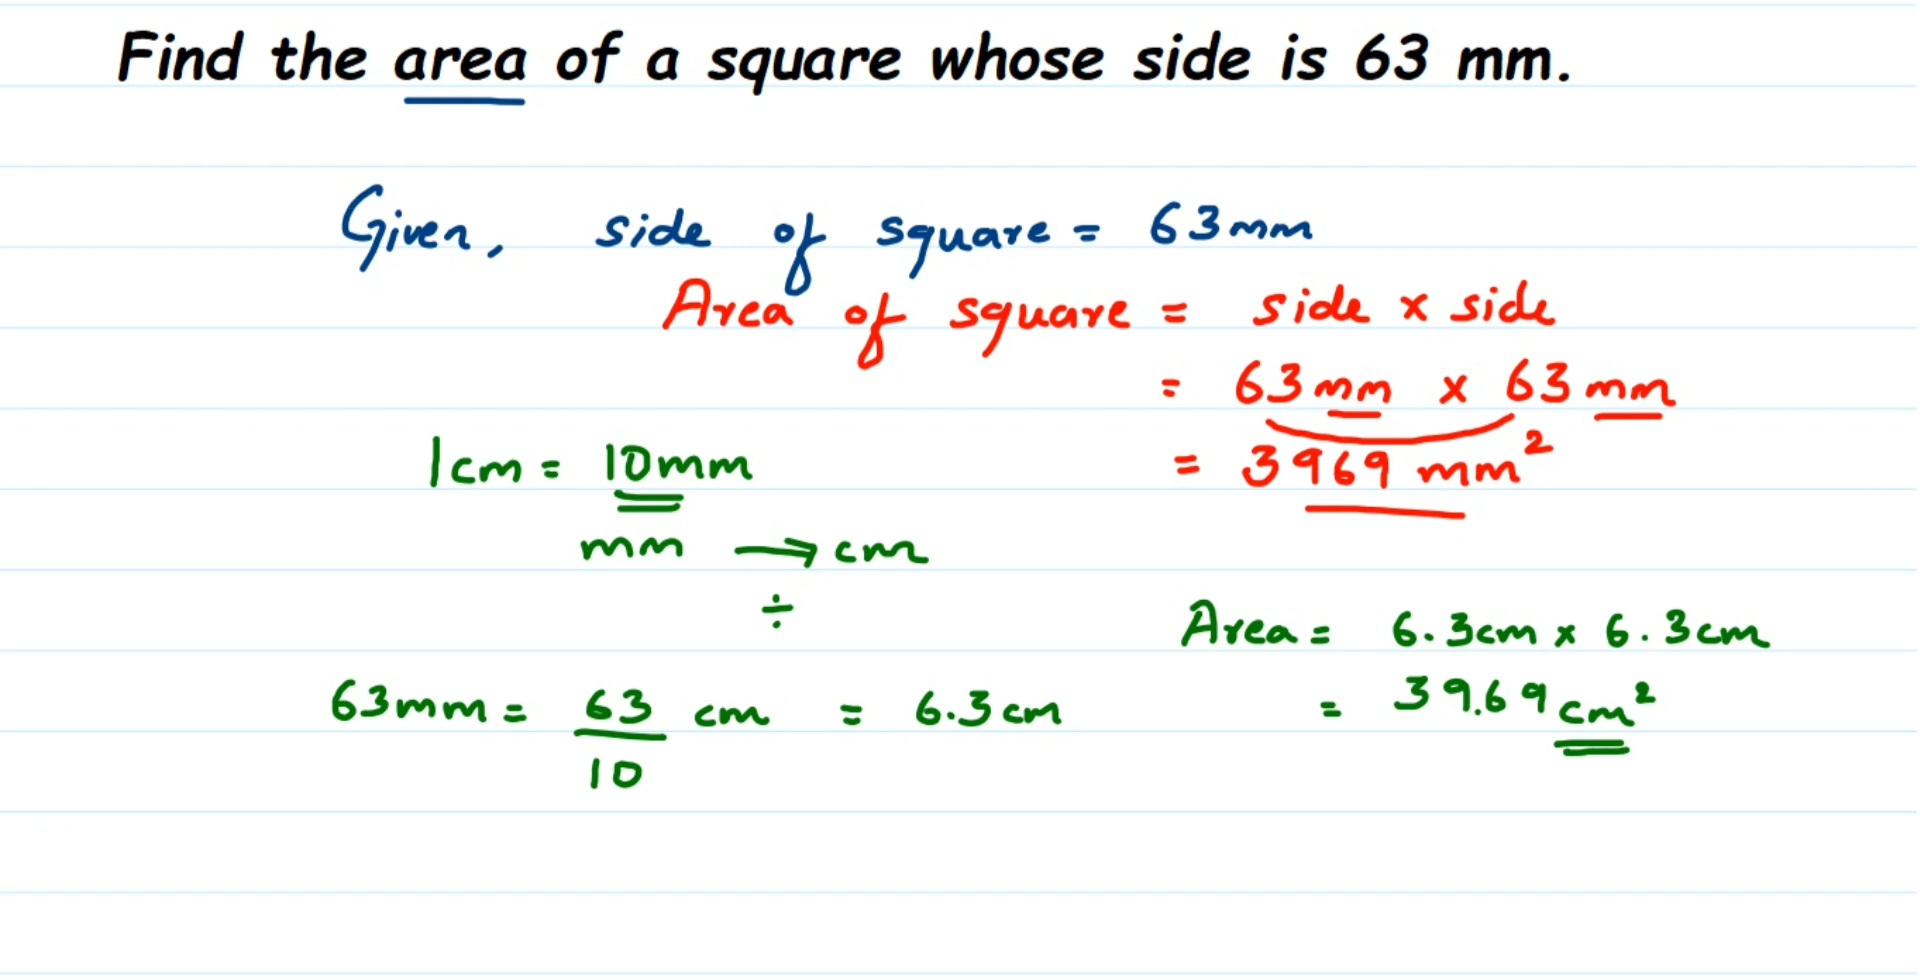 Find the area of a square whose side is 63 mm.
Given, side of square = 63mm
Area of square = side x side
= 63mm x 63mm
= 3969 mm²
1cm = 10mm
mm → cm
÷
63mm = 63/10 cm = 6.3cm
Area = 6.3cm x 6.3cm
= 39.69 cm²